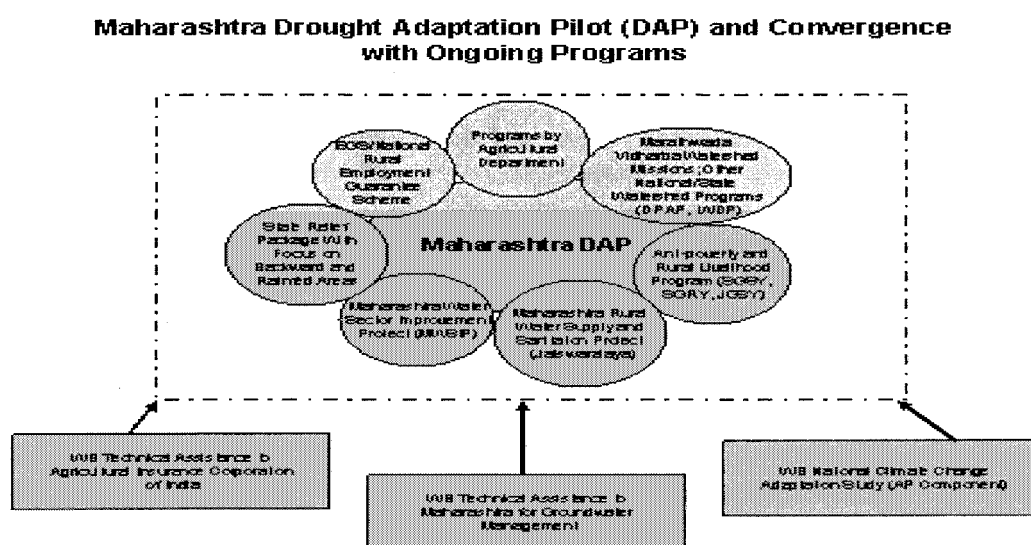 Maharashtra Drought Adaptation Pilot (DAP) and Convergence
with Ongoing Programs
Programs by
Agricultural
Department
EGS/National
Rural
Employment
Guarantee
Scheme
Marathwada
Vidharba Watershed
Missions; Other
National/State
Watershed Programs
(DPAP, IWDP)
State Relief
Package With
Focus on
Backward and
Rainfed Areas
Maharashtra DAP
Anti-poverty and
Rural Livelihood
Program (SGSY,
SGRY, JGSY)
Maharashtra Water
Sector Improvement
Project (MWSIP)
Maharashtra Rural
Water Supply and
Sanitation Project
(Jalswarajaya)
WB Technical Assistance to
Agricultural Insurance Corporation
of India
WB Technical Assistance to
Maharashtra for Groundwater
Management
WB National Climate Change
Adaptation Study (AP Component)